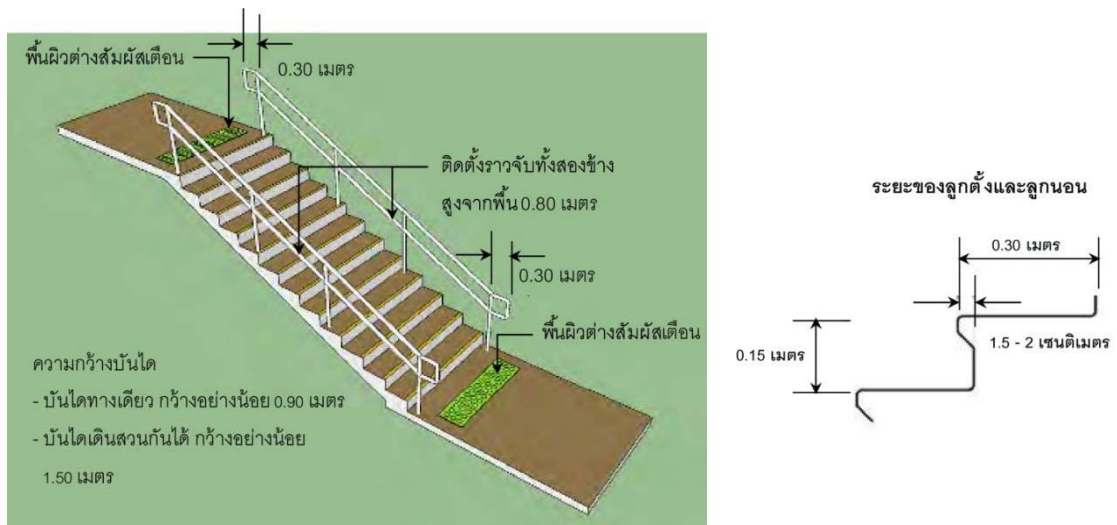 พื้นผิวต่างสัมผัสเตือน
0.30 เมตร
ติดตั้งราวจับทั้งสองข้าง
สูงจากพื้น 0.80 เมตร
0.30 เมตร
พื้นผิวต่างสัมผัสเตือน
ความกว้างบันได
- บันไดทางเดียว กว้างอย่างน้อย 0.90 เมตร
- บันไดเดินสวนกันได้ กว้างอย่างน้อย
1.50 เมตร
ระยะของลูกตั้งและลูกนอน
0.30 เมตร
0.15 เมตร
1.5 - 2 เซนติเมตร